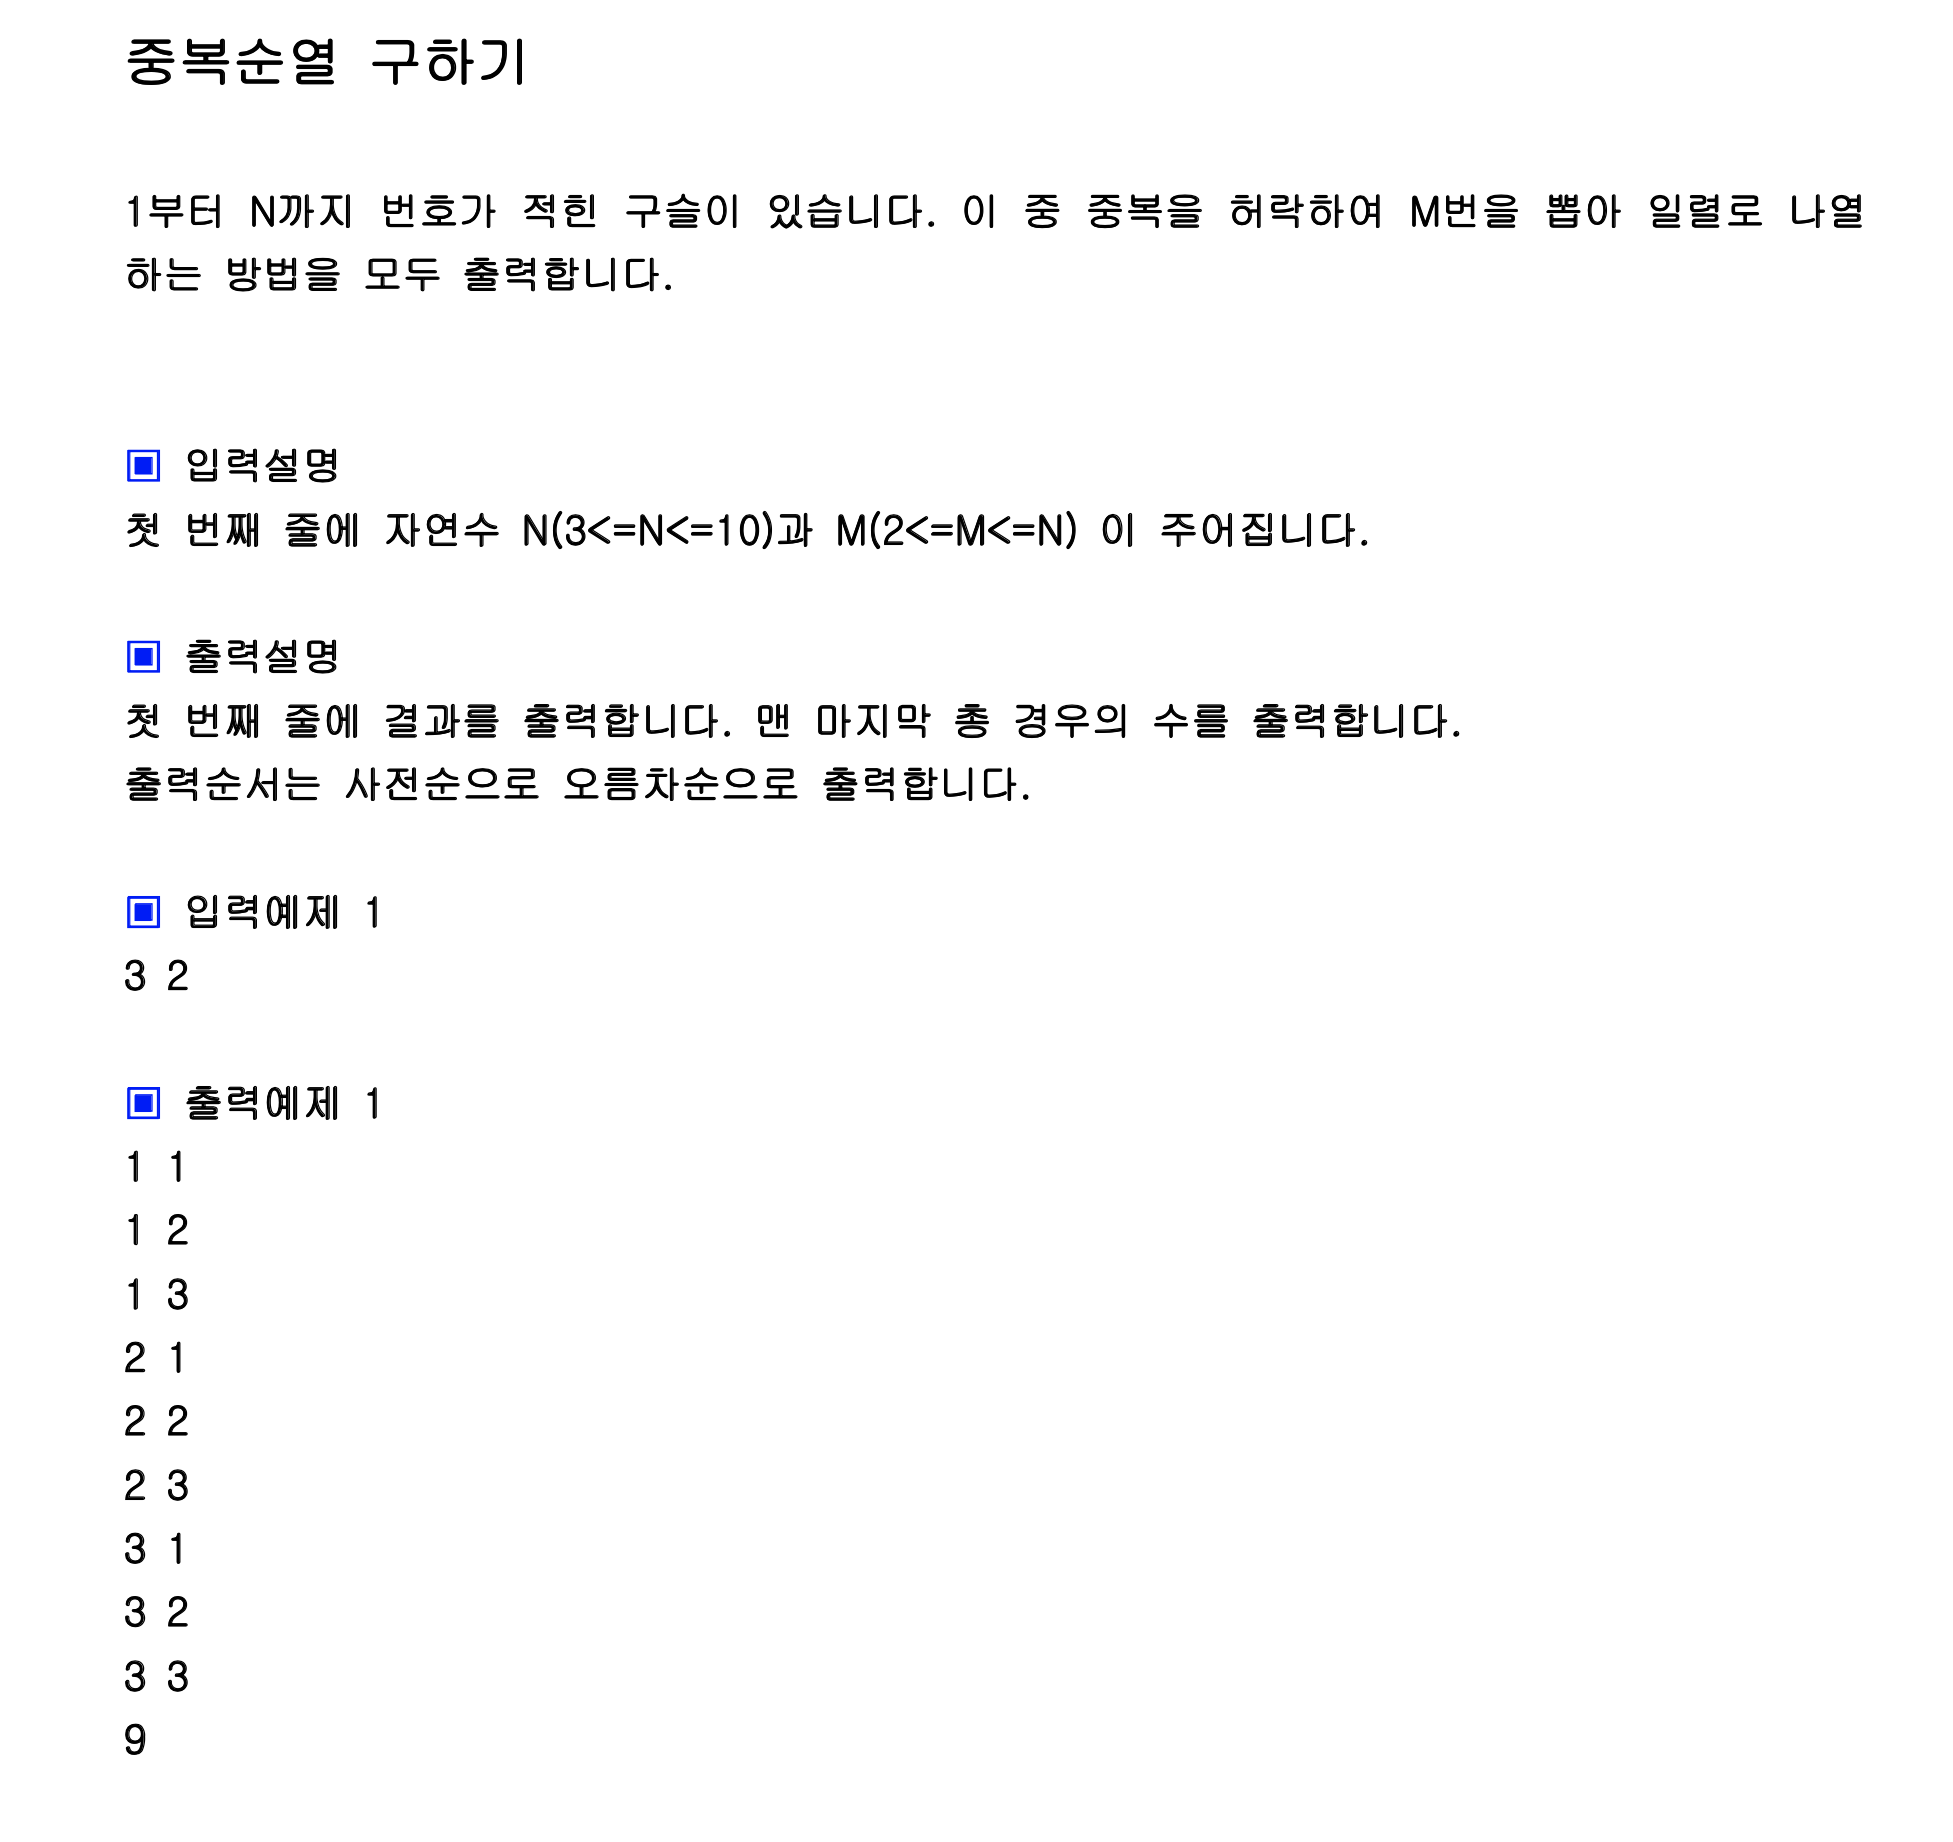 중복순열 구하기
1부터 N까지 번호가 적힌 구슬이 있습니다. 이 중 중복을 허락하여 M번을 뽑아 일렬로 나열
하는 방법을 모두 출력합니다.
▣ 입력설명
첫 번째 줄에 자연수 N(3<=N<=10)과 M(2<=M<=N) 이 주어집니다.
▣ 출력설명
첫 번째 줄에 결과를 출력합니다. 맨 마지막 총 경우의 수를 출력합니다.
출력순서는 사전순으로 오름차순으로 출력합니다.
▣ 입력예제 1
3 2
▣ 출력예제 1
1 1
1 2
1 3
2 1
2 2
2 3
3 1
3 2
3 3
9